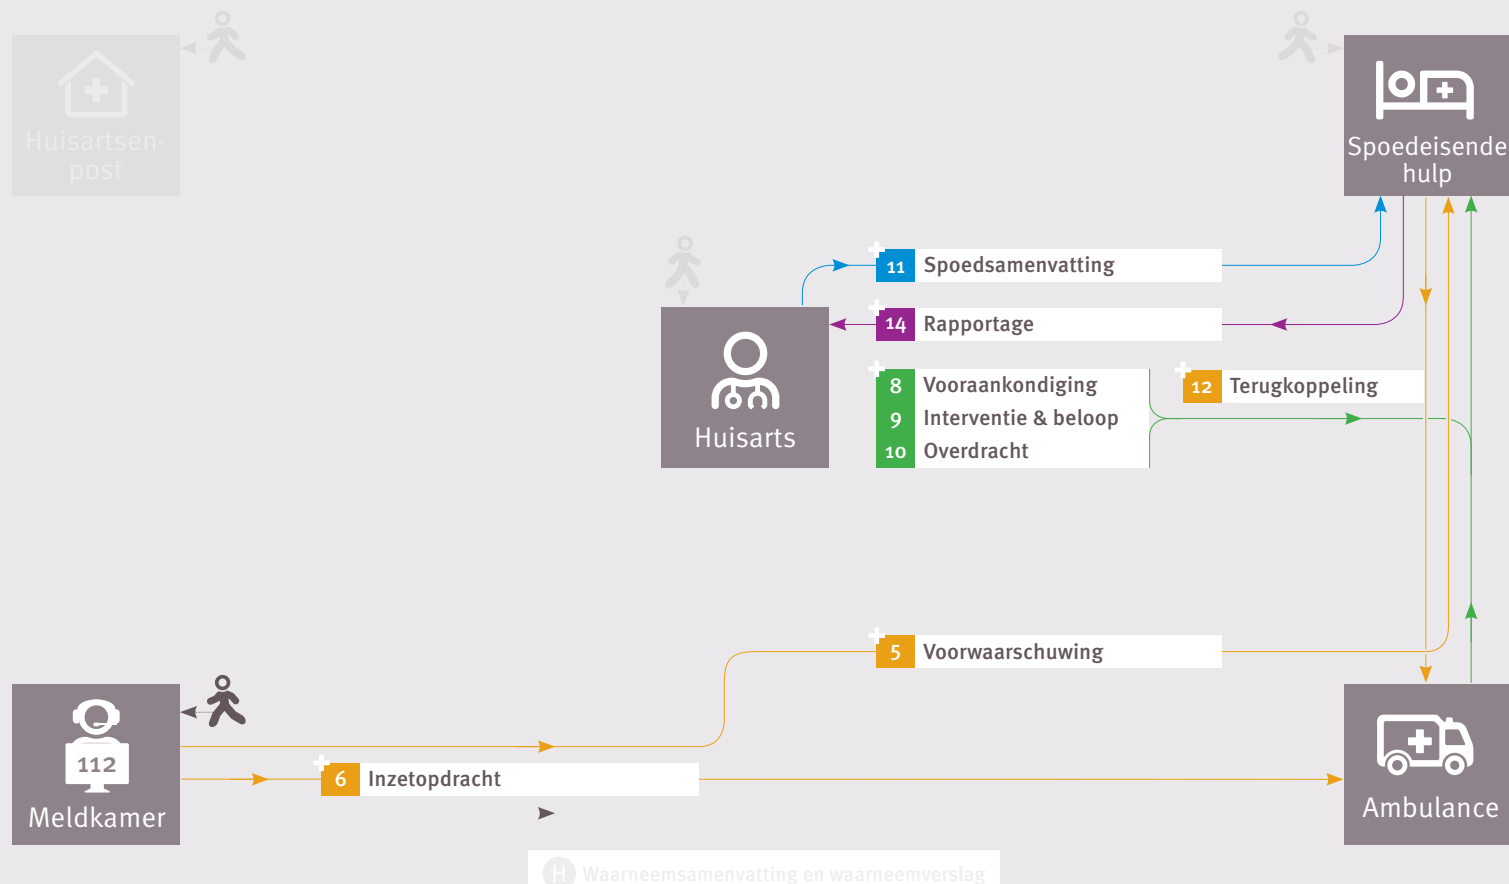 Huisartsen-
post
Spoedeisende
hulp
11 Spoedsamenvatting
14 Rapportage
Huisarts
8 Vooraankondiging
9 Interventie & beloop
10 Overdracht
12 Terugkoppeling
5 Voorwaarschuwing
112
Meldkamer
6 Inzetopdracht
Ambulance
H Waarneemsamenvatting en waarneemverslag